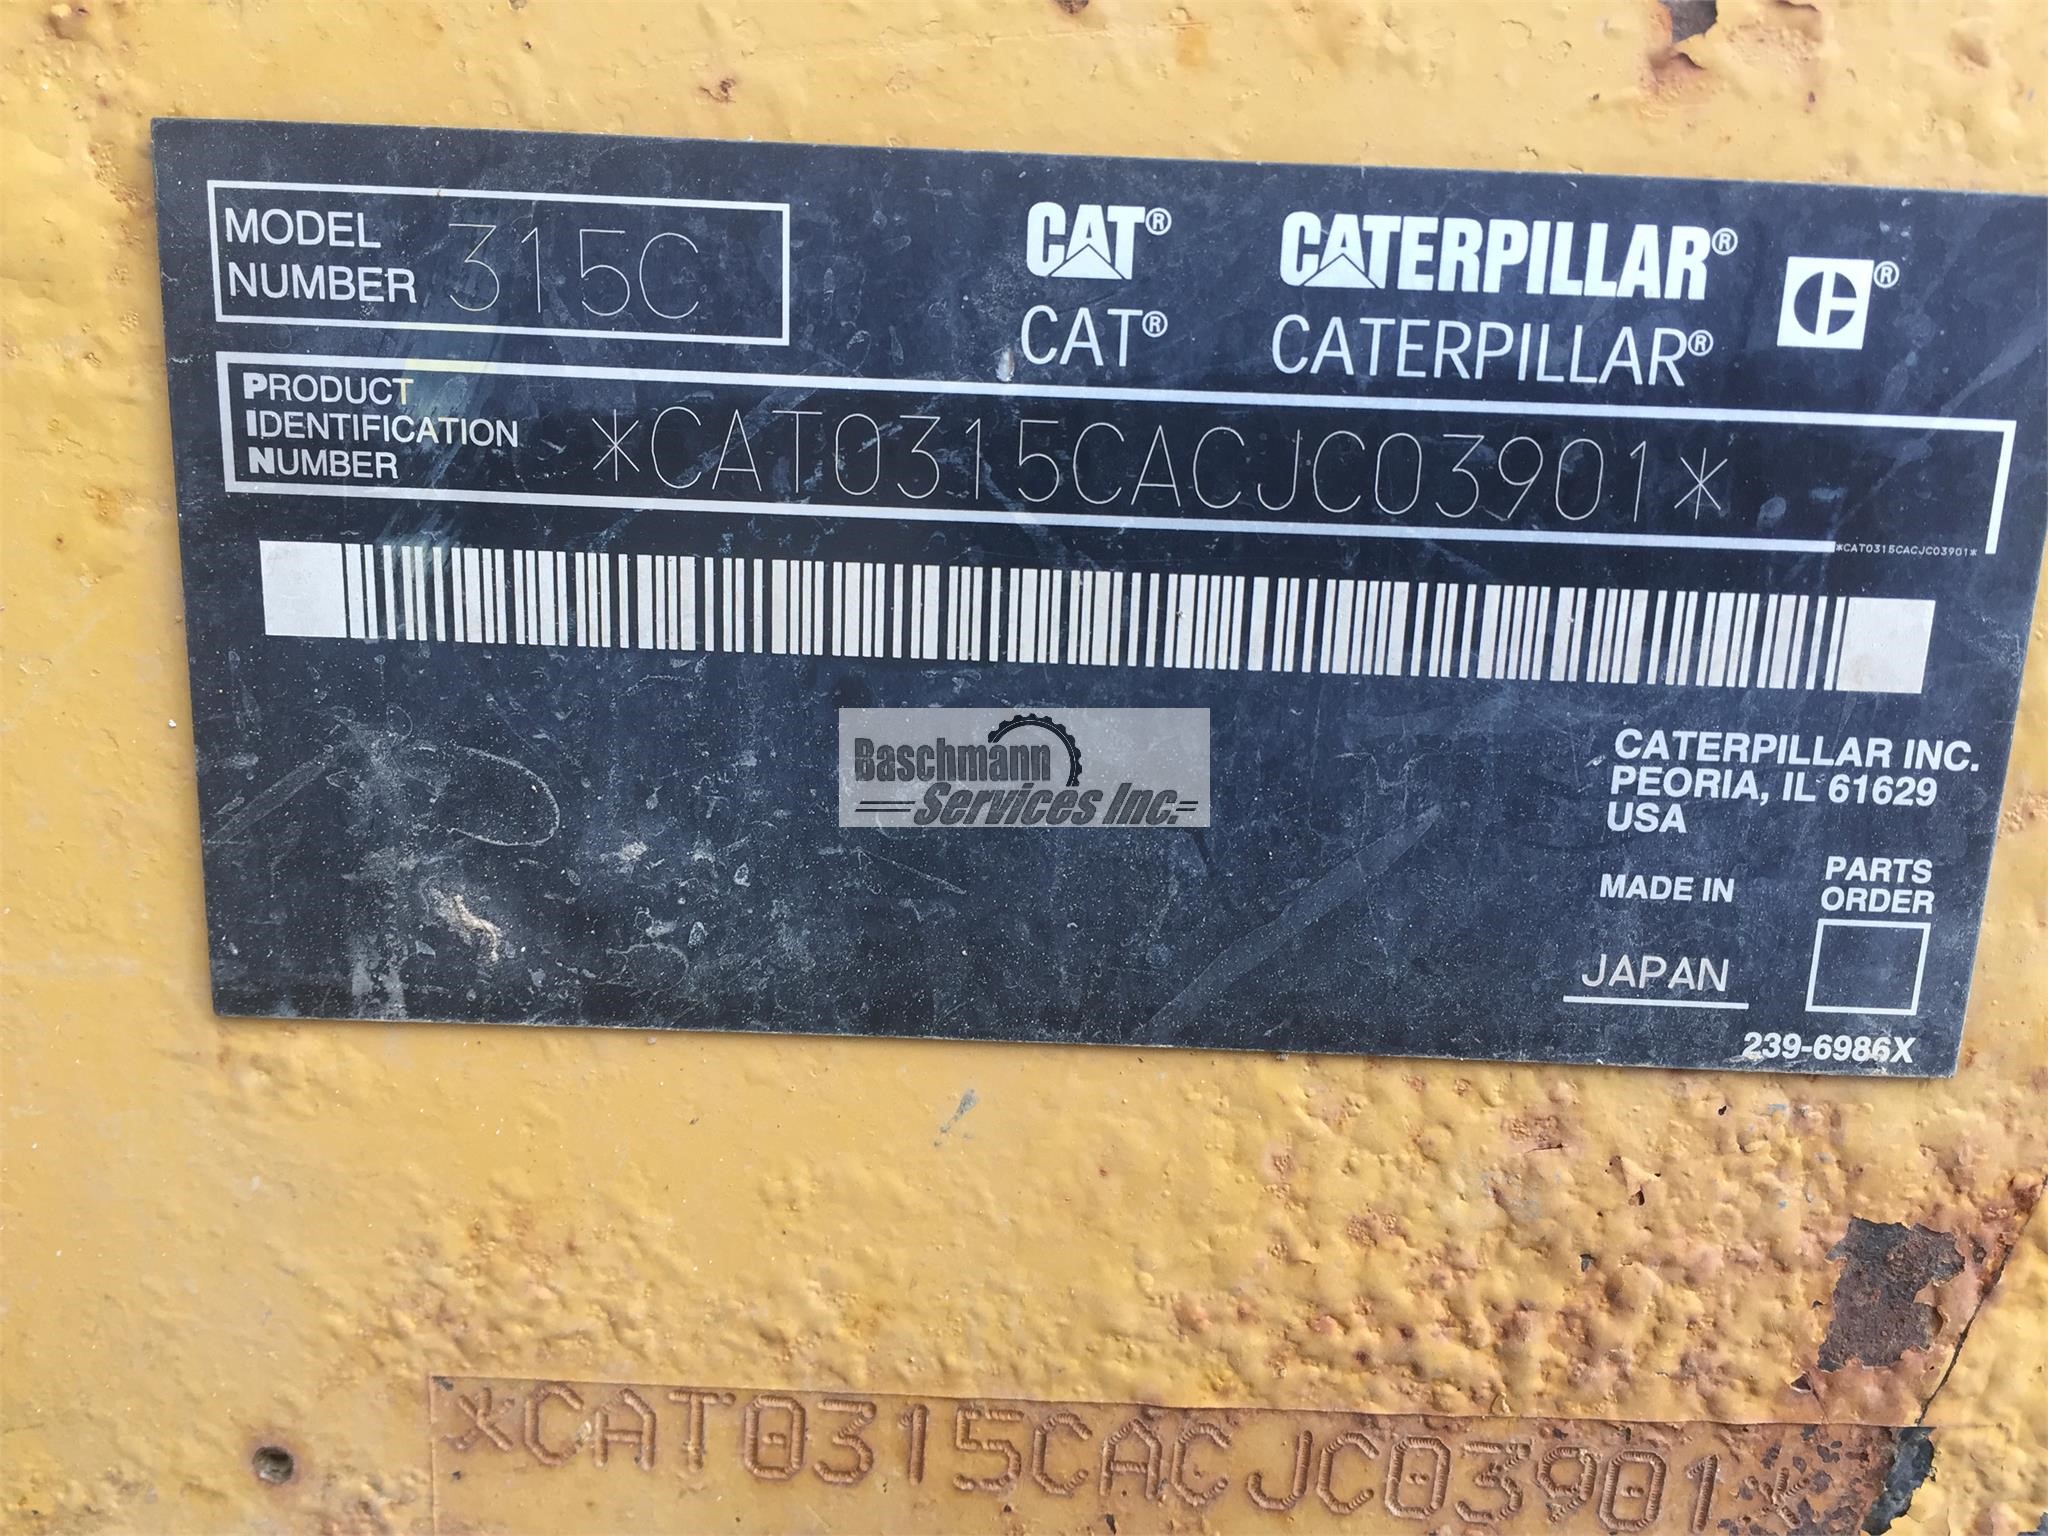 MODEL
NUMBER 315C
CAT® CATERPILLAR® ®
CAT® CATERPILLAR®
PRODUCT
IDENTIFICATION
NUMBER
*CAT0315CACJC03901*
*CAT0315CACJC03901*
Baschmann
Services Inc.
CATERPILLAR INC.
PEORIA, IL 61629
USA
MADE IN
JAPAN
PARTS
ORDER
239-6986X
*CAT0315CACJC03901*